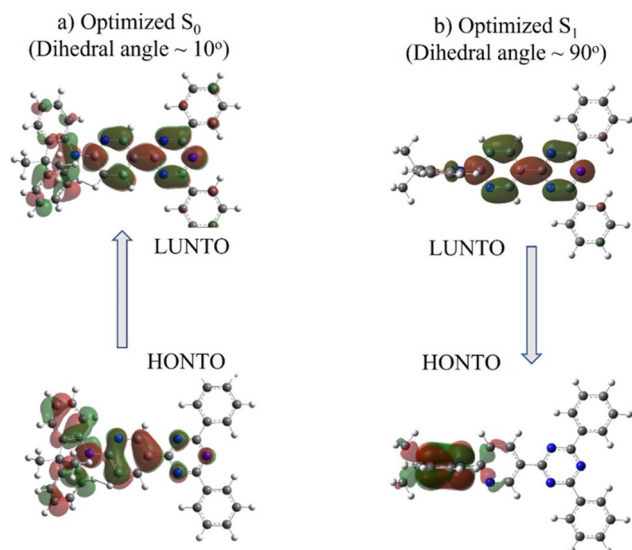 a) Optimized S₀
(Dihedral angle ~ 10°)
LUNTO
HONTO
b) Optimized S₁
(Dihedral angle ~ 90°)
LUNTO
HONTO